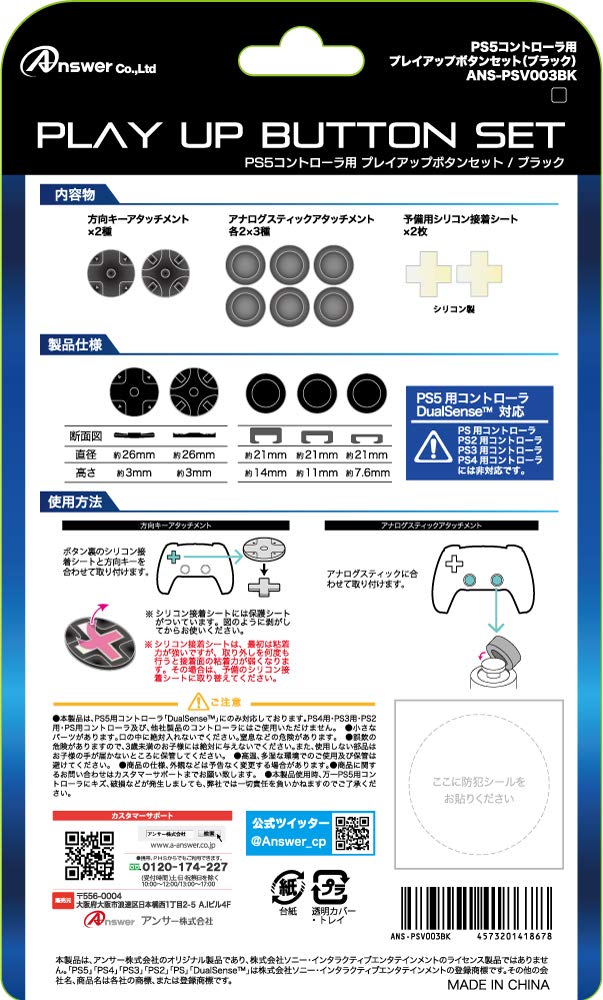 Answer Co.,Ltd
PS5コントローラ用
プレイアップボタンセット(ブラック)
ANS-PSV003BK
PLAY UP BUTTON SET
PS5コントローラ用 プレイアップボタンセット / ブラック
内容物
方向キーアタッチメント
×2種
アナログスティックアタッチメント
各2×3種
予備用シリコン接着シート
×2枚
シリコン製
製品仕様
断面図
直径 約26mm 約26mm 約21mm 約21mm 約21mm
高さ 約3mm 約3mm 約14mm 約11mm 約7.6mm
PS5 用コントローラ
DualSense™ 対応
PS 用コントローラ
PS2 用コントローラ
PS3 用コントローラ
PS4 用コントローラ
には非対応です。
使用方法
方向キーアタッチメント
ボタン裏のシリコン接
着シートと方向キーを
合わせて取り付けます。
※シリコン接着シートには保護シート
がついています。図のように剥がし
てからお使いください。
※シリコン接着シートは、最初は粘着
力が強いですが、取り外しを何度も
行うと接着面の粘着力が弱くなりま
す。その場合は、予備のシリコン接
着シートに取り替えてください。
アナログスティックアタッチメント
アナログスティックに合
わせて取り付けます。
ご注意
●本製品は、PS5用コントローラ「DualSense™」にのみ対応しております。PS4用・PS3用・PS2
用・PS用コントローラ及び、他社製品のコントローラにはご使用いただけません。 ●小さな
パーツがあります。口の中に絶対入れないでください。窒息などの危険があります。 ●誤飲の
危険がありますので、3歳未満のお子様には絶対に与えないでください。また、使用しない部品は
お子様の手が届かないところに保管してください。 ●高温、多湿な環境でのご使用及び保管は
避けてください。 ●商品の仕様、外観などは予告なく変更する場合があります。●商品に関す
るお問い合わせはカスタマーサポートまでお願い致します。 ●本製品使用時、万一PS5用コン
トローラにキズ、破損などが発生しましても、弊社では一切責任を負いかねますのでご了承くだ
さい。
ここに防犯シールを
お貼りください
カスタマーサポート
アンサー株式会社 検索
www.a-answer.co.jp
●携帯、PHSからでもご利用できます。
0120-174-227
(受付時間)土日・祝祭日を除く
10:00〜12:00/13:00〜17:00
公式ツイッター
@Answer_cp
販売元
〒556-0004
大阪府大阪市浪速区日本橋西1丁目2-5 A.Iビル4F
Answer アンサー株式会社
紙
台紙
プラ
透明カバー
・トレイ
ANS-PSV003BK 4573201418678
本製品は、アンサー株式会社のオリジナル製品であり、株式会社ソニー・インタラクティブエンタテインメントのライセンス製品ではありませ
ん。「PS5」「PS4」「PS3」「PS2」「PS」「DualSense」は株式会社ソニー・インタラクティブエンタテインメントの登録商標です。その他の会
社名、商品名は各社の商標、または登録商標です。
MADE IN CHINA